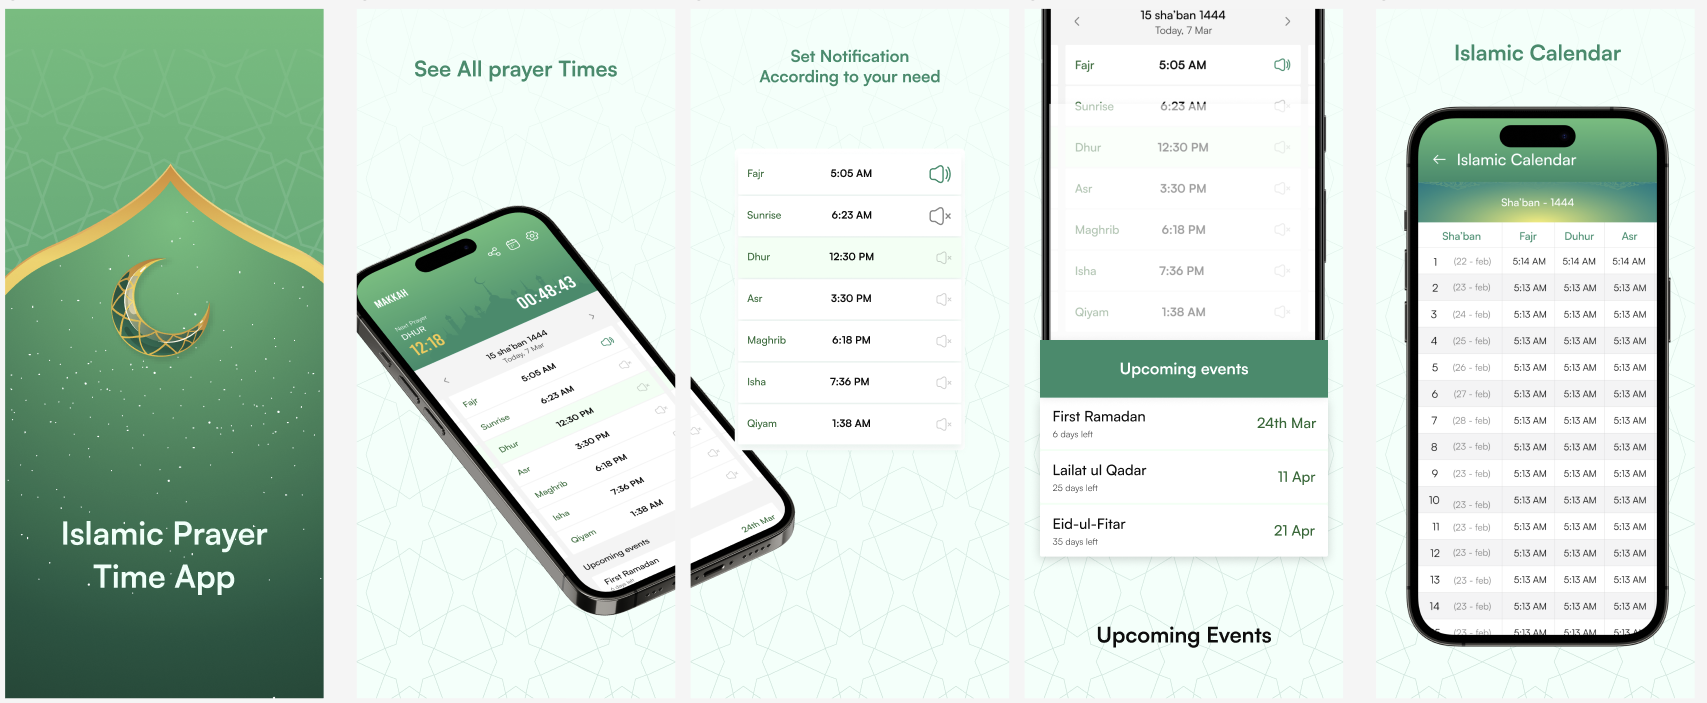 Islamic Prayer
Time App
See All prayer Times
MAKKAH
Next Prayer
DHUR
12:18
00:48:43
15 sha'ban 1444
Today, 7 Mar
Fajr 5:05 AM
Sunrise 6:23 AM
Dhur 12:30 PM
Asr 3:30 PM
Maghrib 6:18 PM
Isha 7:36 PM
Qiyam 1:38 AM
Upcoming events
First Ramadan 24th Mar
Set Notification
According to your need
Fajr 5:05 AM
Sunrise 6:23 AM
Dhur 12:30 PM
Asr 3:30 PM
Maghrib 6:18 PM
Isha 7:36 PM
Qiyam 1:38 AM
15 sha'ban 1444
Today, 7 Mar
Fajr 5:05 AM
Sunrise 6:23 AM
Dhur 12:30 PM
Asr 3:30 PM
Maghrib 6:18 PM
Isha 7:36 PM
Qiyam 1:38 AM
Upcoming events
First Ramadan 24th Mar
6 days left
Lailat ul Qadar 11 Apr
25 days left
Eid-ul-Fitar 21 Apr
35 days left
Upcoming Events
Islamic Calendar
Islamic Calendar
Sha'ban - 1444
Sha'ban Fajr Duhur Asr
1 (22 - feb) 5:14 AM 5:14 AM 5:14 AM
2 (23 - feb) 5:13 AM 5:13 AM 5:13 AM
3 (24 - feb) 5:13 AM 5:13 AM 5:13 AM
4 (25 - feb) 5:13 AM 5:13 AM 5:13 AM
5 (26 - feb) 5:13 AM 5:13 AM 5:13 AM
6 (27 - feb) 5:13 AM 5:13 AM 5:13 AM
7 (28 - feb) 5:13 AM 5:13 AM 5:13 AM
8 (23 - feb) 5:13 AM 5:13 AM 5:13 AM
9 (23 - feb) 5:13 AM 5:13 AM 5:13 AM
10 (23 - feb) 5:13 AM 5:13 AM 5:13 AM
11 (23 - feb) 5:13 AM 5:13 AM 5:13 AM
12 (23 - feb) 5:13 AM 5:13 AM 5:13 AM
13 (23 - feb) 5:13 AM 5:13 AM 5:13 AM
14 (23 - feb) 5:13 AM 5:13 AM 5:13 AM
(23 - feb) 5:13 AM 5:13 AM 5:13 AM